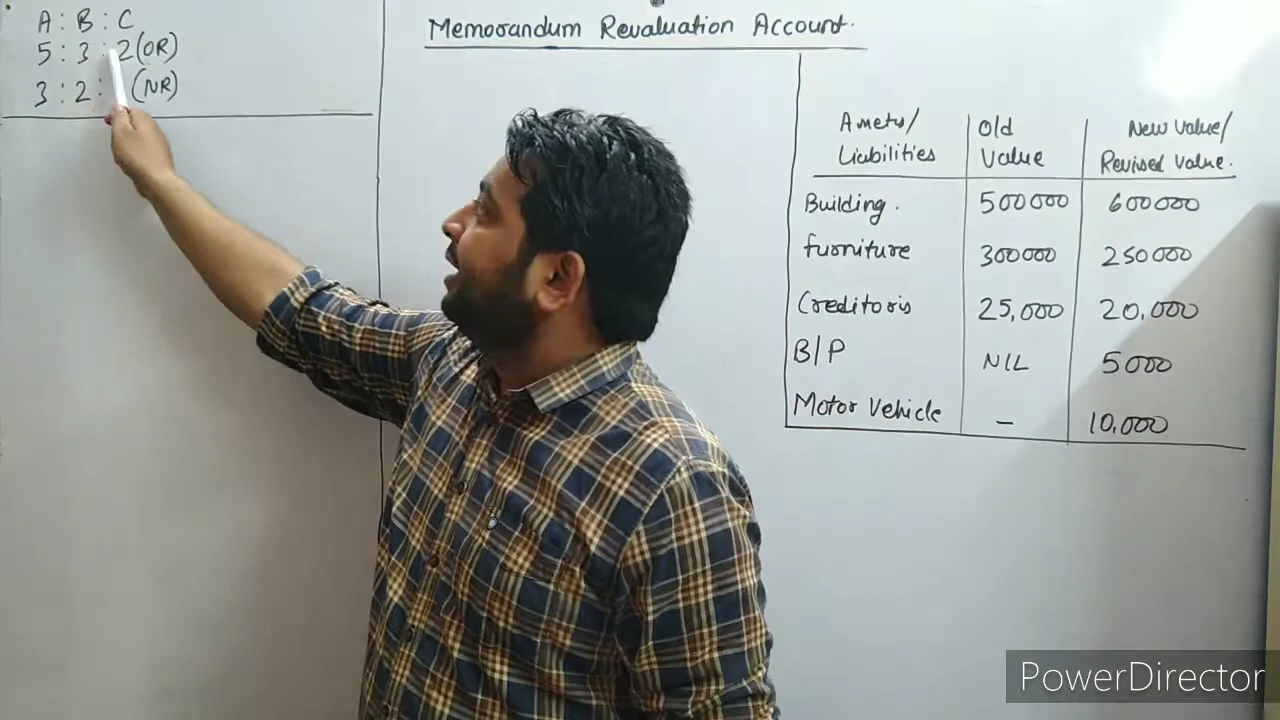 A : B : C
5 : 3 : 2 (OR)
3 : 2 : (NR)
Memorandum Revaluation Account.
Assets/ Liabilities | Old Value | New Value/ Revised Value.
Building. 500000 600000
furniture 300000 250000
Creditors 25,000 20,000
B/P NIL 5000
Motor Vehicle - 10,000
PowerDirector